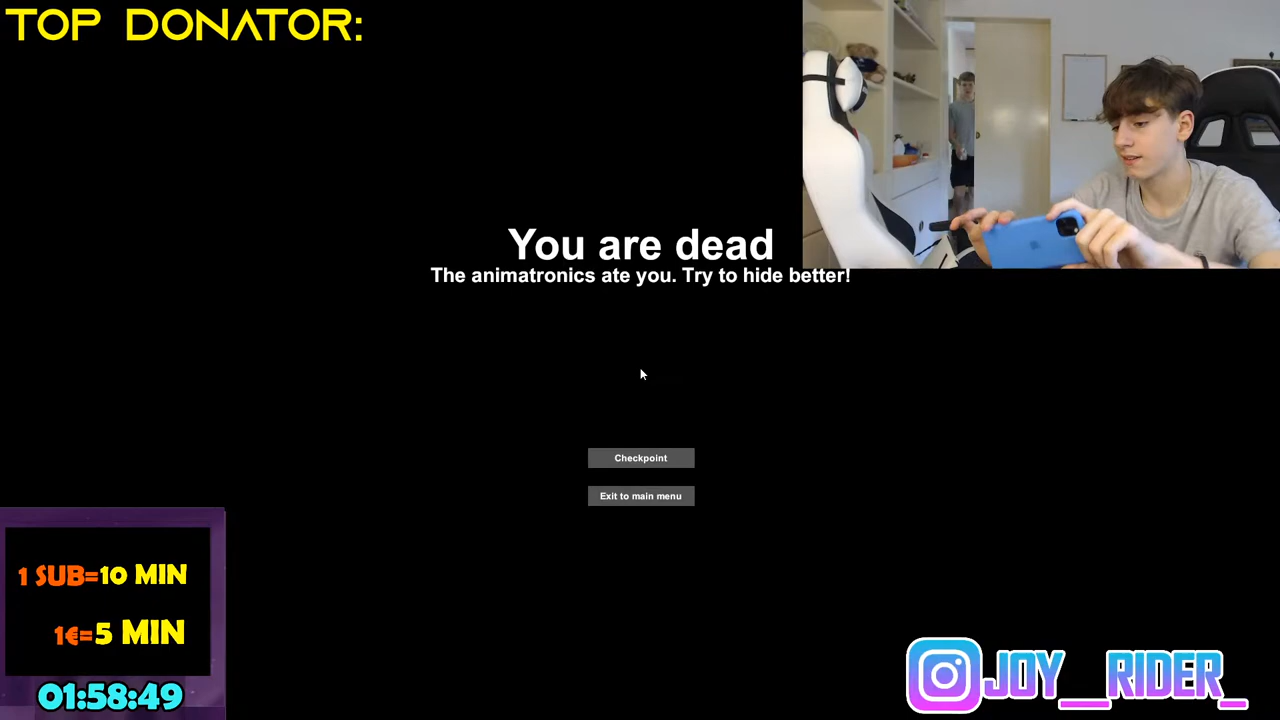 TOP DONATOR:
You are dead
The animatronics ate you. Try to hide better!
Checkpoint
Exit to main menu
1 SUB=10 MIN
1€=5 MIN
01:58:49
JOY__RIDER_